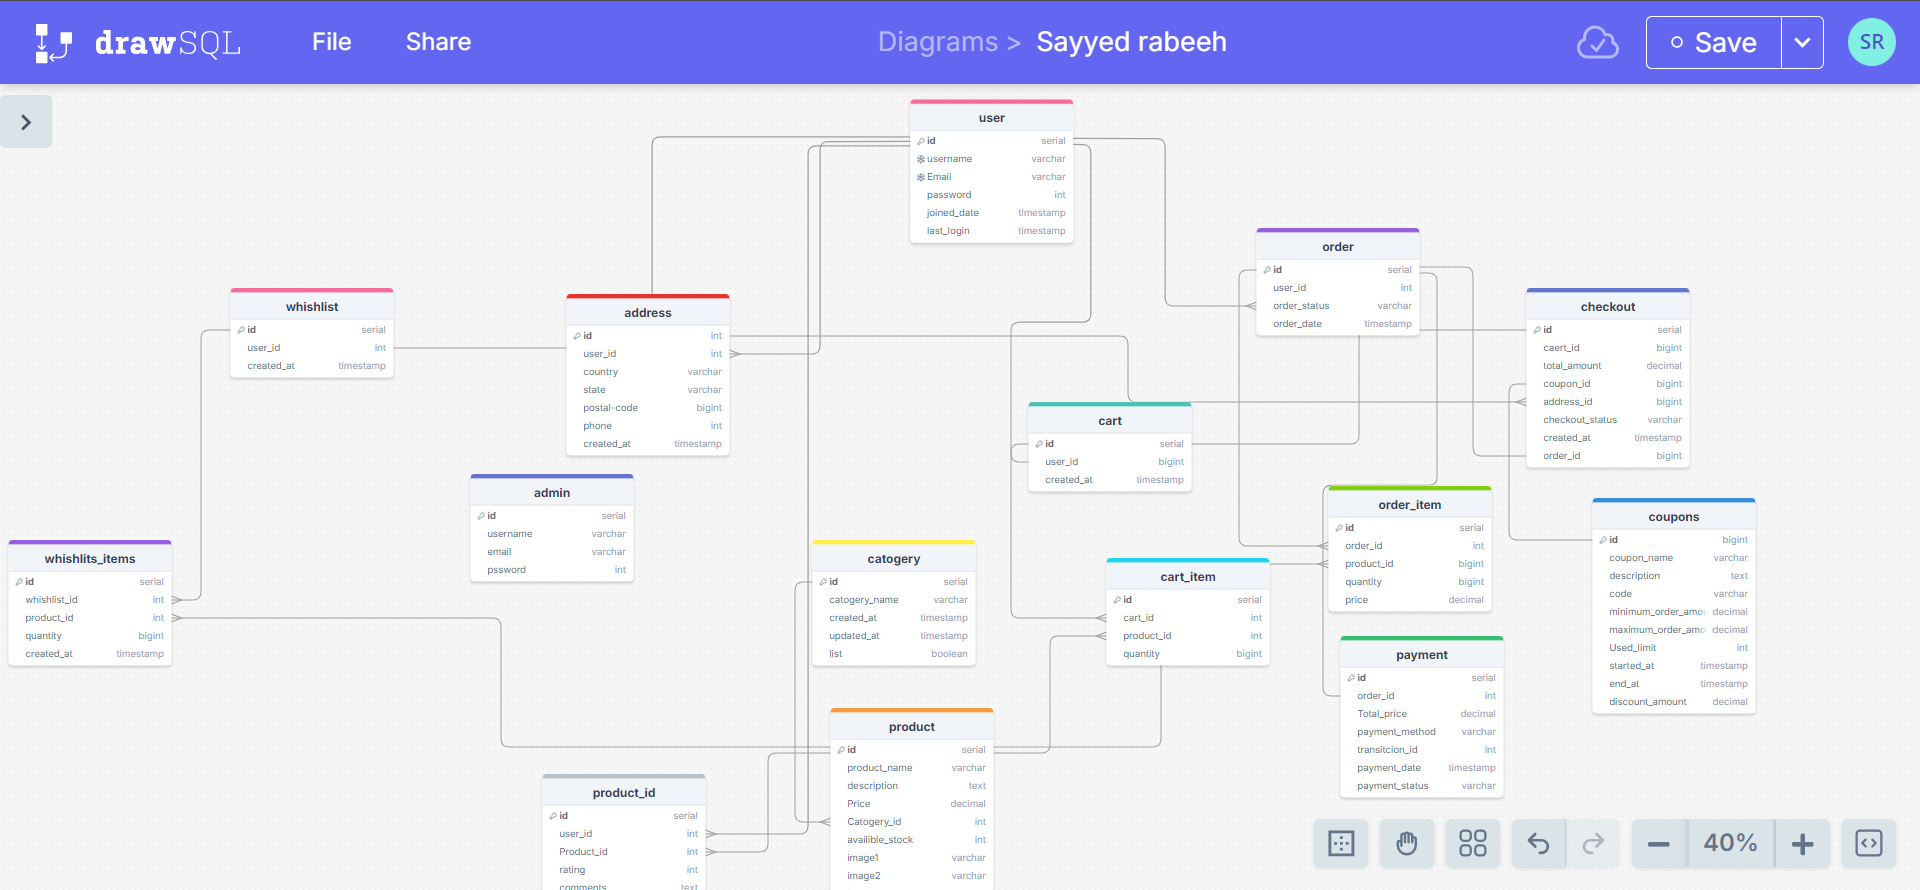 drawSQL File Share Diagrams > Sayyed rabeeh Save SR
user
id serial
username varchar
Email varchar
password int
joined_date timestamp
last_login timestamp
order
id serial
user_id int
order_status varchar
order_date timestamp
whishlist
id serial
user_id int
created_at timestamp
address
id int
user_id int
country varchar
state varchar
postal-code bigint
phone int
created_at timestamp
checkout
id serial
caert_id bigint
total_amount decimal
coupon_id bigint
address_id bigint
checkout_status varchar
created_at timestamp
order_id bigint
cart
id serial
user_id bigint
created_at timestamp
admin
id serial
username varchar
email varchar
pssword int
order_item
id serial
order_id int
product_id bigint
quantity bigint
price decimal
coupons
id bigint
coupon_name varchar
description text
code varchar
minimum_order_amou decimal
maximum_order_amo decimal
Used_limit int
started_at timestamp
end_at timestamp
discount_amount decimal
whishlits_items
id serial
whishlist_id int
product_id int
quantity bigint
created_at timestamp
catogery
id serial
catogery_name varchar
created_at timestamp
updated_at timestamp
list boolean
cart_item
id serial
cart_id int
product_id int
quantity bigint
payment
id serial
order_id int
Total_price decimal
payment_method varchar
transitcion_id int
payment_date timestamp
payment_status varchar
product
id serial
product_name varchar
description text
Price decimal
Catogery_id int
availible_stock int
image1 varchar
image2 varchar
product_id
id serial
user_id int
Product_id int
rating int
comments text
40%